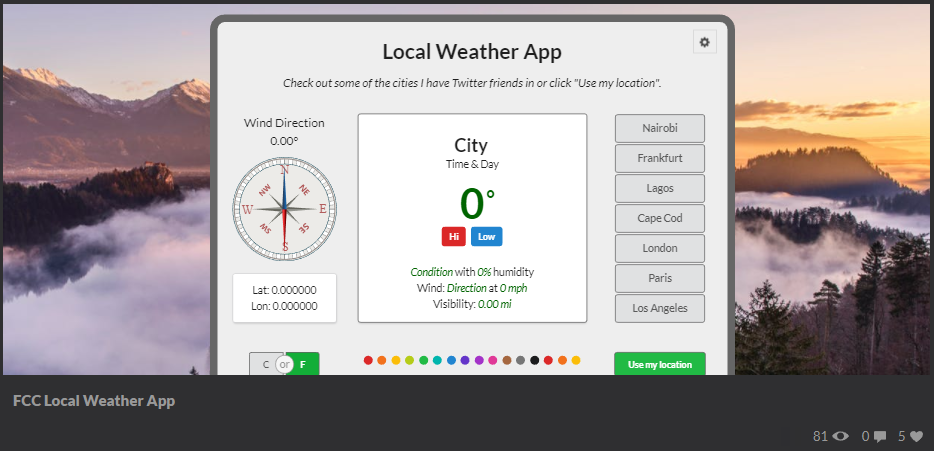 Local Weather App
Check out some of the cities I have Twitter friends in or click "Use my location".
Wind Direction
0.00°
N
NE
E
SE
S
SW
W
NW
Lat: 0.000000
Lon: 0.000000
C or F
City
Time & Day
0°
Hi Low
Condition with 0% humidity
Wind: Direction at 0 mph
Visibility: 0.00 mi
Nairobi
Frankfurt
Lagos
Cape Cod
London
Paris
Los Angeles
Use my location
FCC Local Weather App
81 0 5